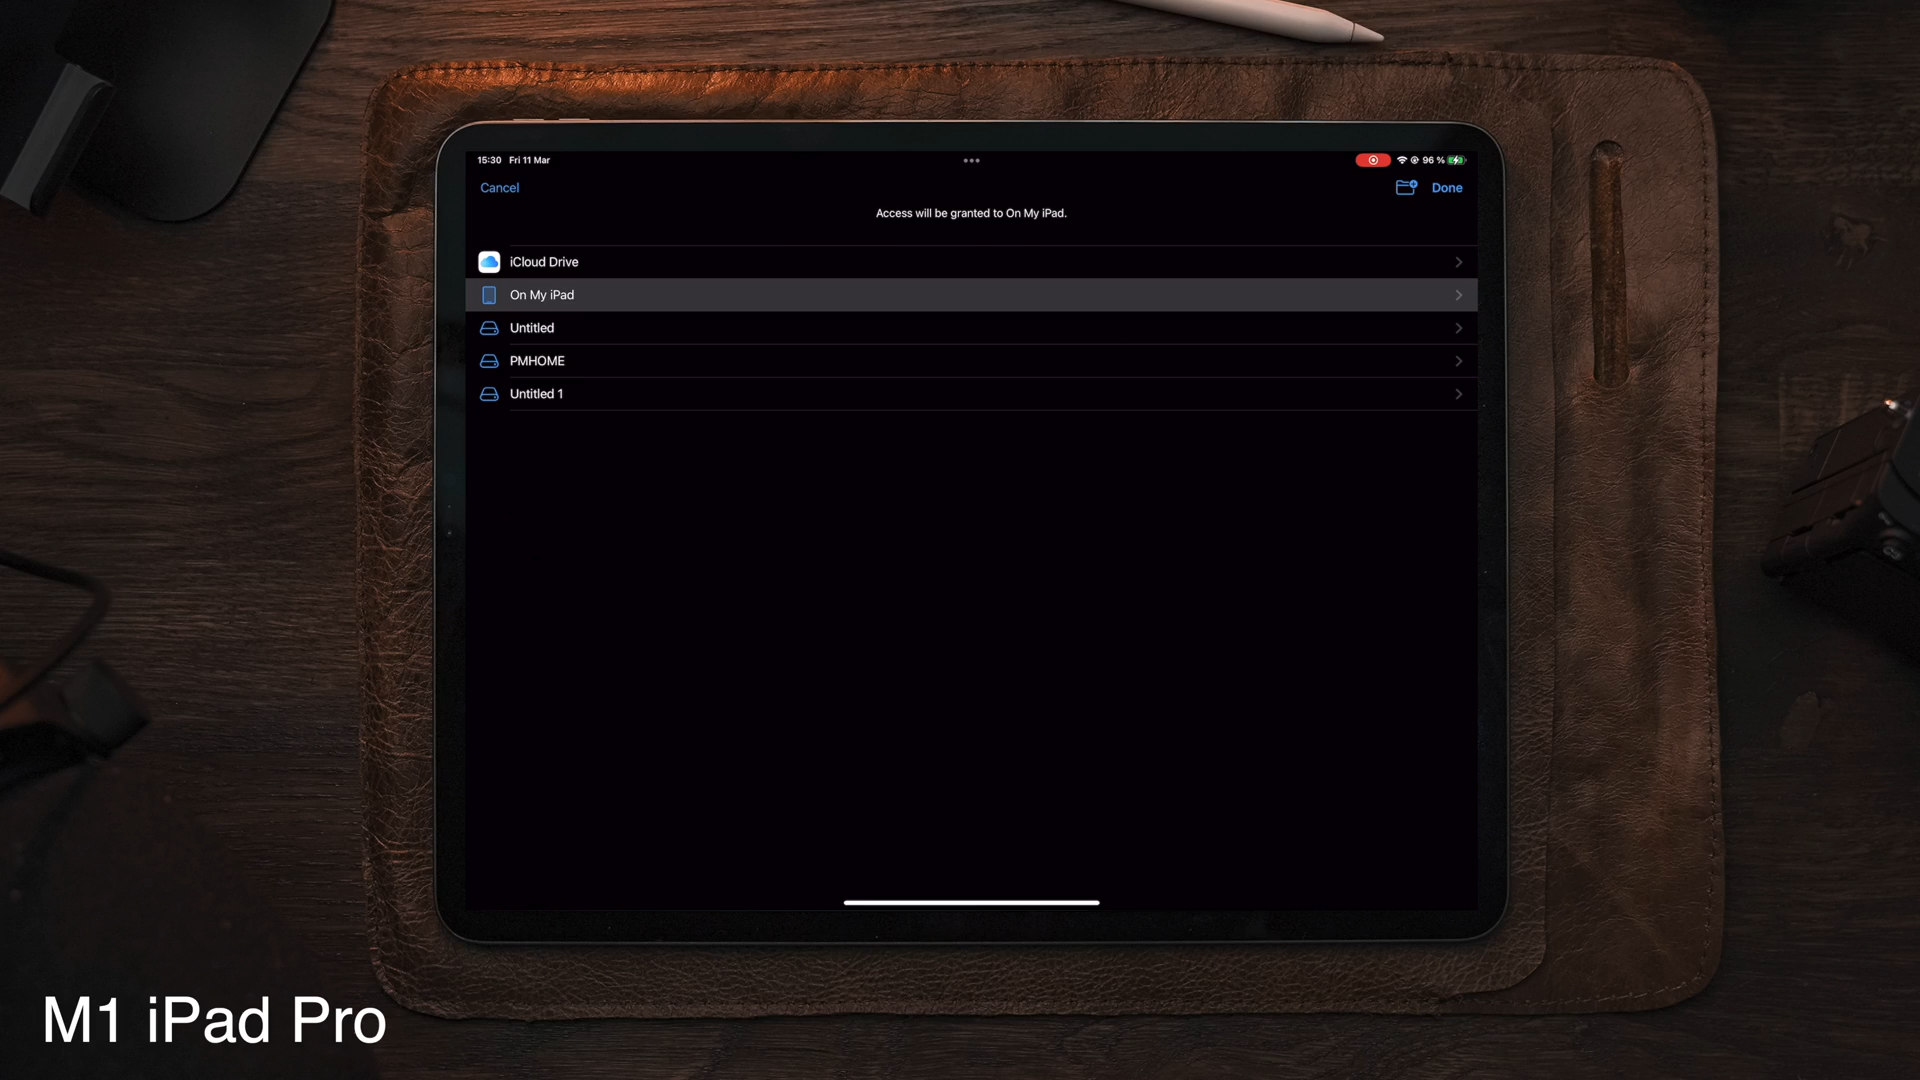 15:30 Fri 11 Mar
96 %
Cancel
Done
Access will be granted to On My iPad.
iCloud Drive
On My iPad
Untitled
PMHOME
Untitled 1
M1 iPad Pro